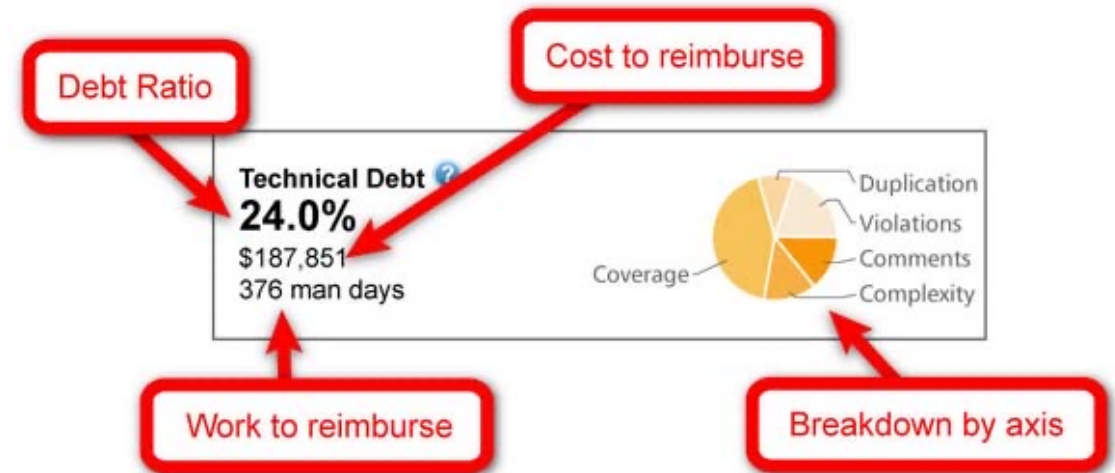 Cost to reimburse
Debt Ratio
Technical Debt ?
24.0%
$187,851
376 man days
Duplication
Violations
Comments
Complexity
Coverage
Work to reimburse
Breakdown by axis